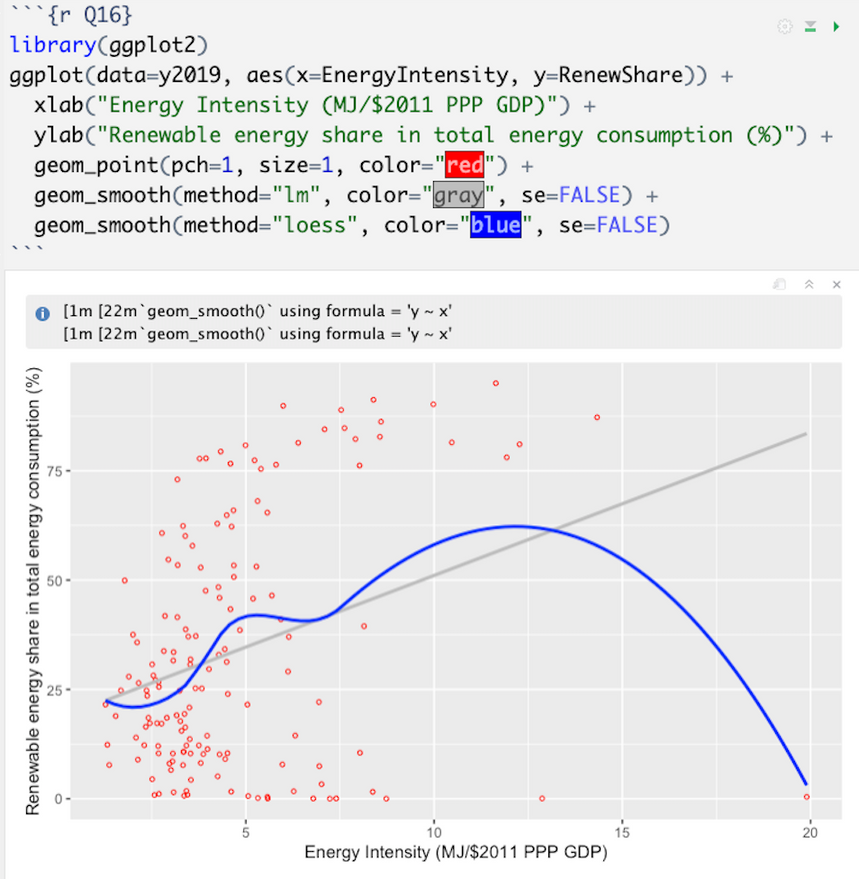 ```{r Q16}
library(ggplot2)
ggplot(data=y2019, aes(x=EnergyIntensity, y=RenewShare)) +
  xlab("Energy Intensity (MJ/$2011 PPP GDP)") +
  ylab("Renewable energy share in total energy consumption (%)") +
  geom_point(pch=1, size=1, color="red") +
  geom_smooth(method="lm", color="gray", se=FALSE) +
  geom_smooth(method="loess", color="blue", se=FALSE)
```
[1m [22m`geom_smooth()` using formula = 'y ~ x'
[1m [22m`geom_smooth()` using formula = 'y ~ x'
Renewable energy share in total energy consumption (%)
75
50
25
0
5 10 15 20
Energy Intensity (MJ/$2011 PPP GDP)